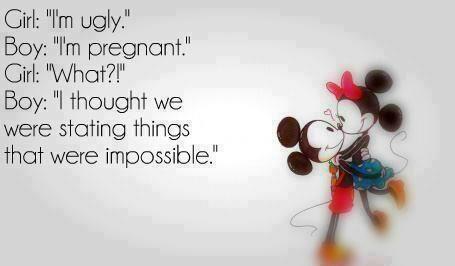 Girl: "I'm ugly."
Boy: "I'm pregnant."
Girl: "What?!"
Boy: "I thought we
were stating things
that were impossible."